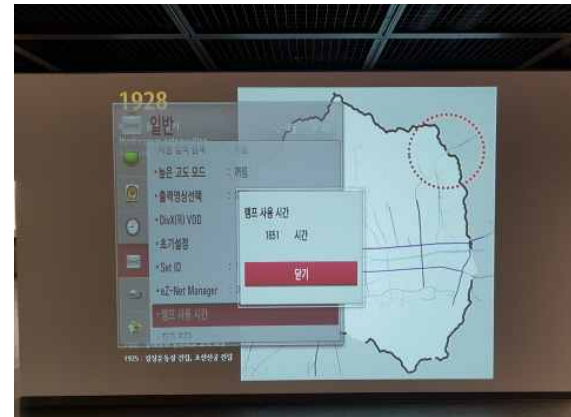 1928
일반
• 높은 고도 모드 : 꺼짐
• 출력영상선택 :
• DivX(R) VOD
• 초기설정
• Set ID :
• eZ-Net Manager :
• 램프 사용 시간
램프 사용 시간
1851 시간
닫기